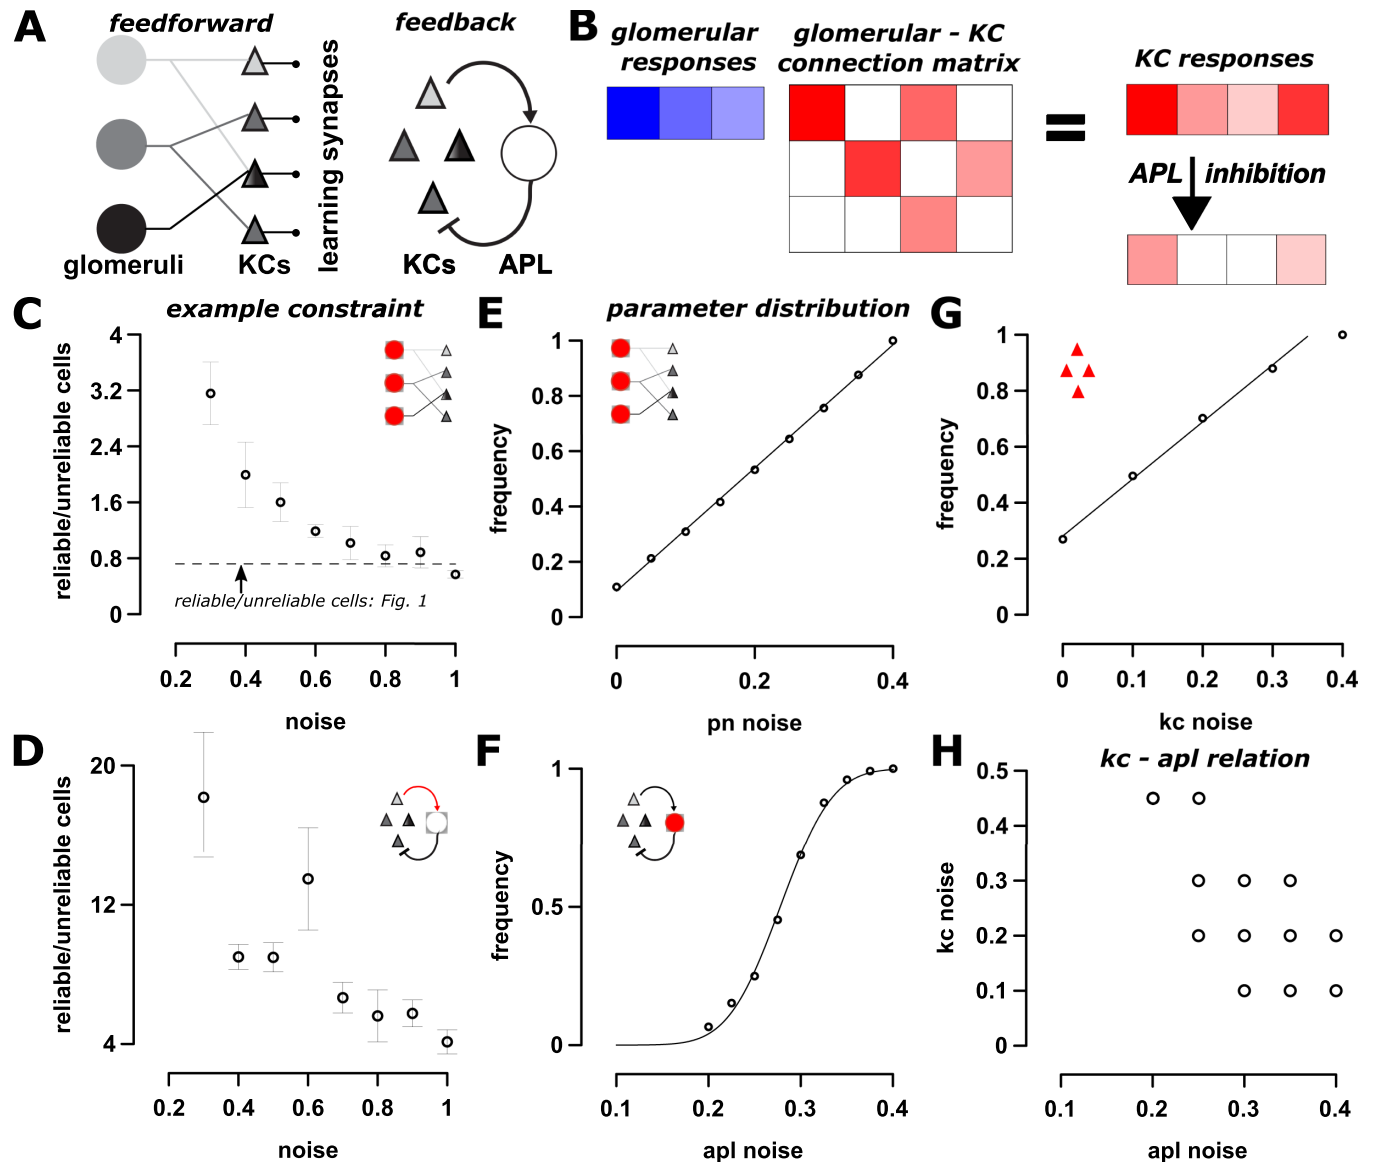 A
feedforward
glomeruli
KCs
learning synapses
feedback
KCs
APL
B
glomerular
responses
glomerular - KC
connection matrix
=
KC responses
APL
inhibition
C
example constraint
reliable/unreliable cells
4
3.2
2.4
1.6
0.8
0
reliable/unreliable cells: Fig. 1
0.2
0.4
0.6
0.8
1
noise
E
parameter distribution
frequency
1
0.8
0.6
0.4
0.2
0
0
0.2
0.4
pn noise
G
frequency
1
0.8
0.6
0.4
0.2
0
0
0.1
0.2
0.3
0.4
kc noise
D
reliable/unreliable cells
20
12
4
0.2
0.4
0.6
0.8
1
noise
F
frequency
1
0.5
0
0.1
0.2
0.3
0.4
apl noise
H
kc - apl relation
kc noise
0.5
0.4
0.3
0.2
0.1
0
0.1
0.2
0.3
0.4
apl noise